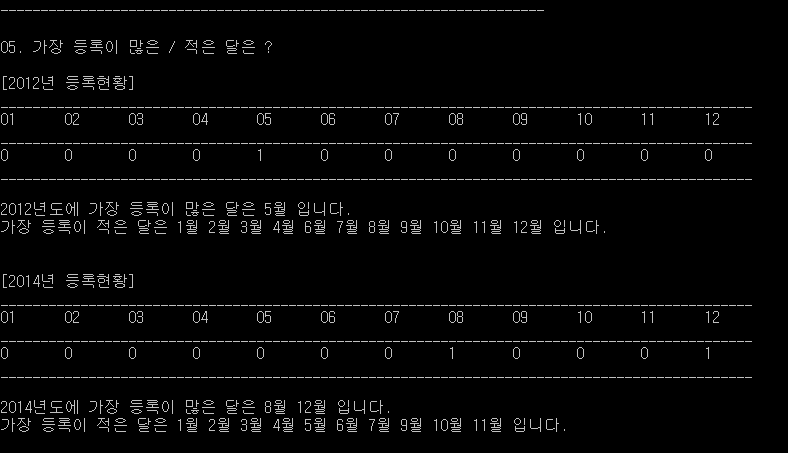 05. 가장 등록이 많은 / 적은 달은 ?
[2012년 등록현황]
01 02 03 04 05 06 07 08 09 10 11 12
0 0 0 0 1 0 0 0 0 0 0 0
2012년도에 가장 등록이 많은 달은 5월 입니다.
가장 등록이 적은 달은 1월 2월 3월 4월 6월 7월 8월 9월 10월 11월 12월 입니다.
[2014년 등록현황]
01 02 03 04 05 06 07 08 09 10 11 12
0 0 0 0 0 0 0 1 0 0 0 1
2014년도에 가장 등록이 많은 달은 8월 12월 입니다.
가장 등록이 적은 달은 1월 2월 3월 4월 5월 6월 7월 9월 10월 11월 입니다.